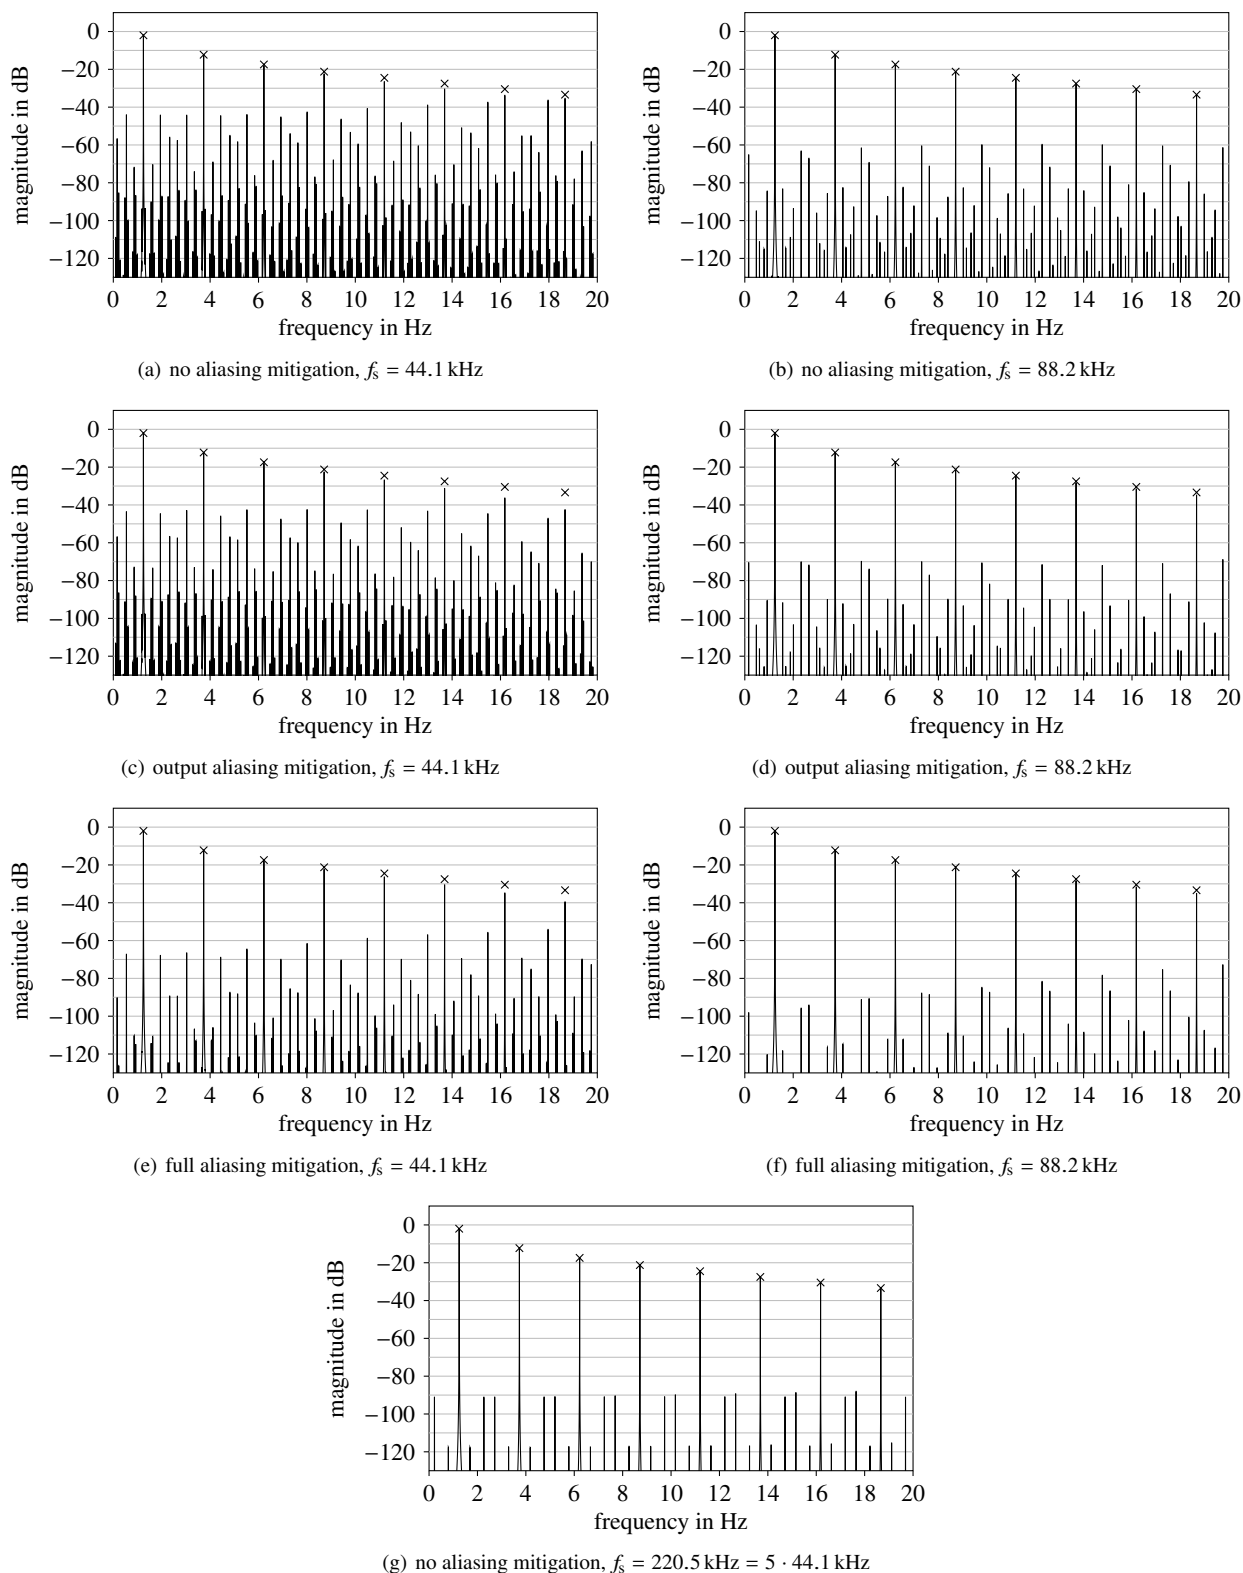 magnitude in dB
0
−20
−40
−60
−80
−100
−120
0 2 4 6 8 10 12 14 16 18 20
frequency in Hz
(a) no aliasing mitigation, fs = 44.1 kHz
magnitude in dB
0
−20
−40
−60
−80
−100
−120
0 2 4 6 8 10 12 14 16 18 20
frequency in Hz
(b) no aliasing mitigation, fs = 88.2 kHz
magnitude in dB
0
−20
−40
−60
−80
−100
−120
0 2 4 6 8 10 12 14 16 18 20
frequency in Hz
(c) output aliasing mitigation, fs = 44.1 kHz
magnitude in dB
0
−20
−40
−60
−80
−100
−120
0 2 4 6 8 10 12 14 16 18 20
frequency in Hz
(d) output aliasing mitigation, fs = 88.2 kHz
magnitude in dB
0
−20
−40
−60
−80
−100
−120
0 2 4 6 8 10 12 14 16 18 20
frequency in Hz
(e) full aliasing mitigation, fs = 44.1 kHz
magnitude in dB
0
−20
−40
−60
−80
−100
−120
0 2 4 6 8 10 12 14 16 18 20
frequency in Hz
(f) full aliasing mitigation, fs = 88.2 kHz
magnitude in dB
0
−20
−40
−60
−80
−100
−120
0 2 4 6 8 10 12 14 16 18 20
frequency in Hz
(g) no aliasing mitigation, fs = 220.5 kHz = 5 · 44.1 kHz